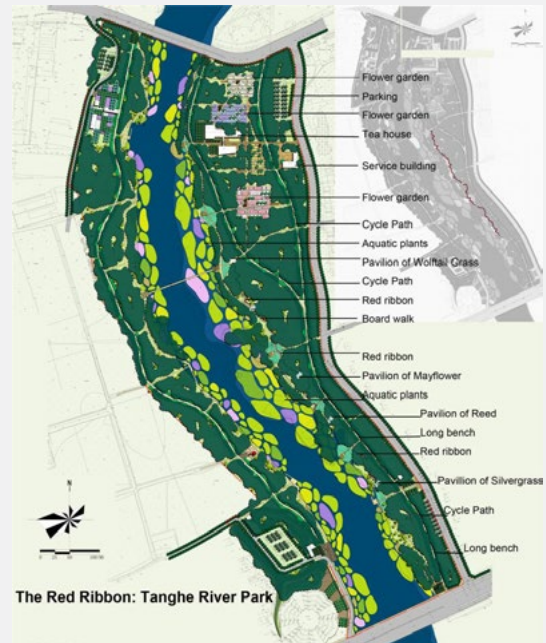 Flower garden
Parking
Flower garden
Tea house
Service building
Flower garden
Cycle Path
Aquatic plants
Pavilion of Wolftail Grass
Cycle Path
Red ribbon
Board walk
Red ribbon
Pavilion of Mayflower
Aquatic plants
Pavilion of Reed
Long bench
Red ribbon
Pavillion of Silvergrass
Cycle Path
Long bench
N
The Red Ribbon: Tanghe River Park